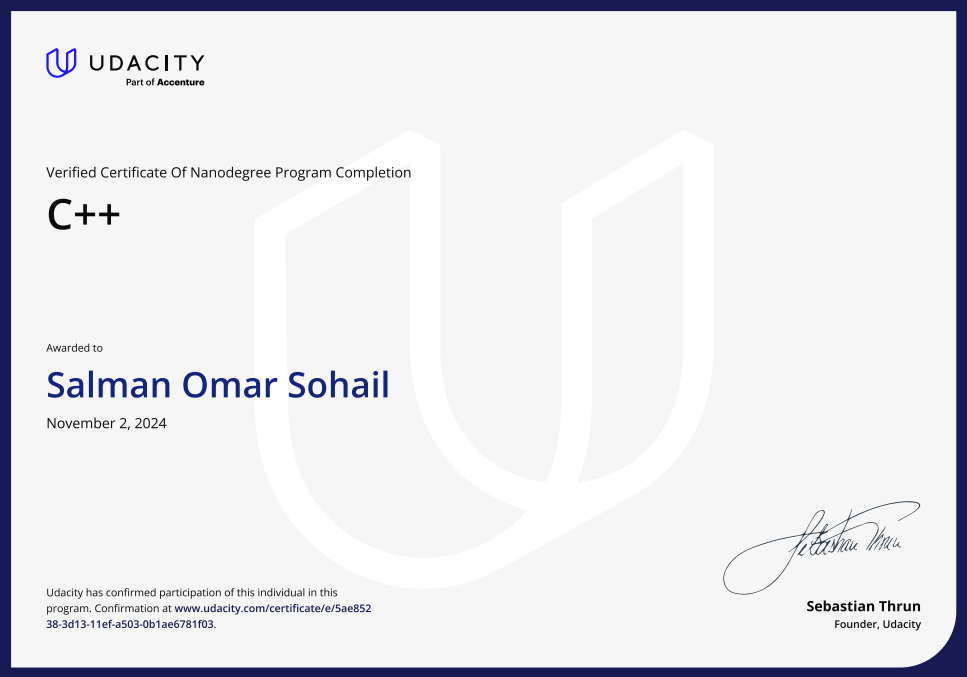 UDACITY
Part of Accenture
Verified Certificate Of Nanodegree Program Completion
C++
Awarded to
Salman Omar Sohail
November 2, 2024
Sebastian Thrun
Udacity has confirmed participation of this individual in this
program. Confirmation at www.udacity.com/certificate/e/5ae852
38-3d13-11ef-a503-0b1ae6781f03.
Sebastian Thrun
Founder, Udacity